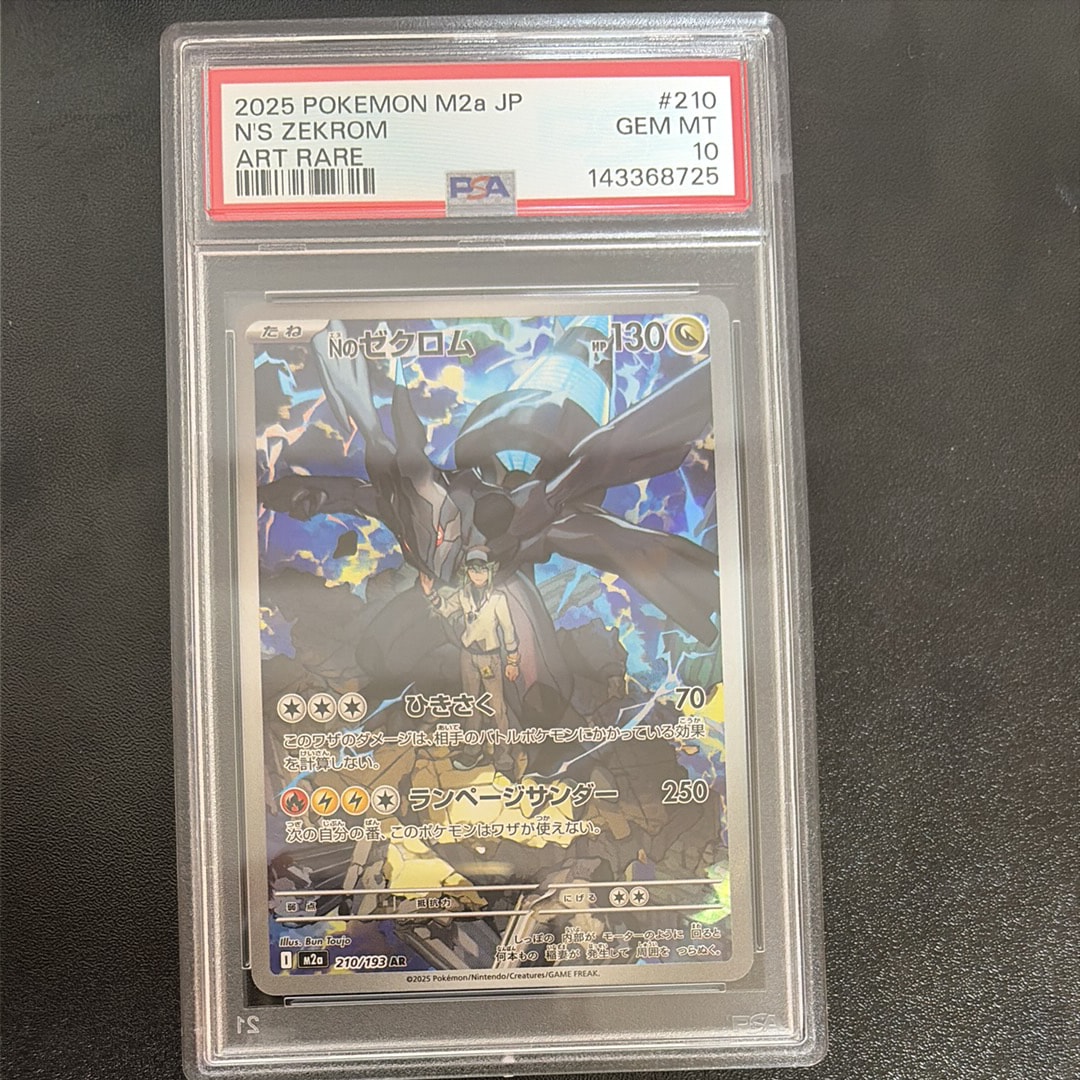 2025 POKEMON M2a JP #210
N'S ZEKROM GEM MT
ART RARE 10
143368725
PSA
たね Nのゼクロム HP130
ひきさく 70
このワザのダメージは、相手のバトルポケモンにかかっている効果
を計算しない。
ランページサンダー 250
次の自分の番、このポケモンはワザが使えない。
弱点 抵抗力 にげる
Illus. Bun Toujo
しっぽの内部がモーターのように回ると
何本もの稲妻が発生して周囲をつらぬく。
I m2a 210/193 AR
©2025 Pokémon/Nintendo/Creatures/GAME FREAK.